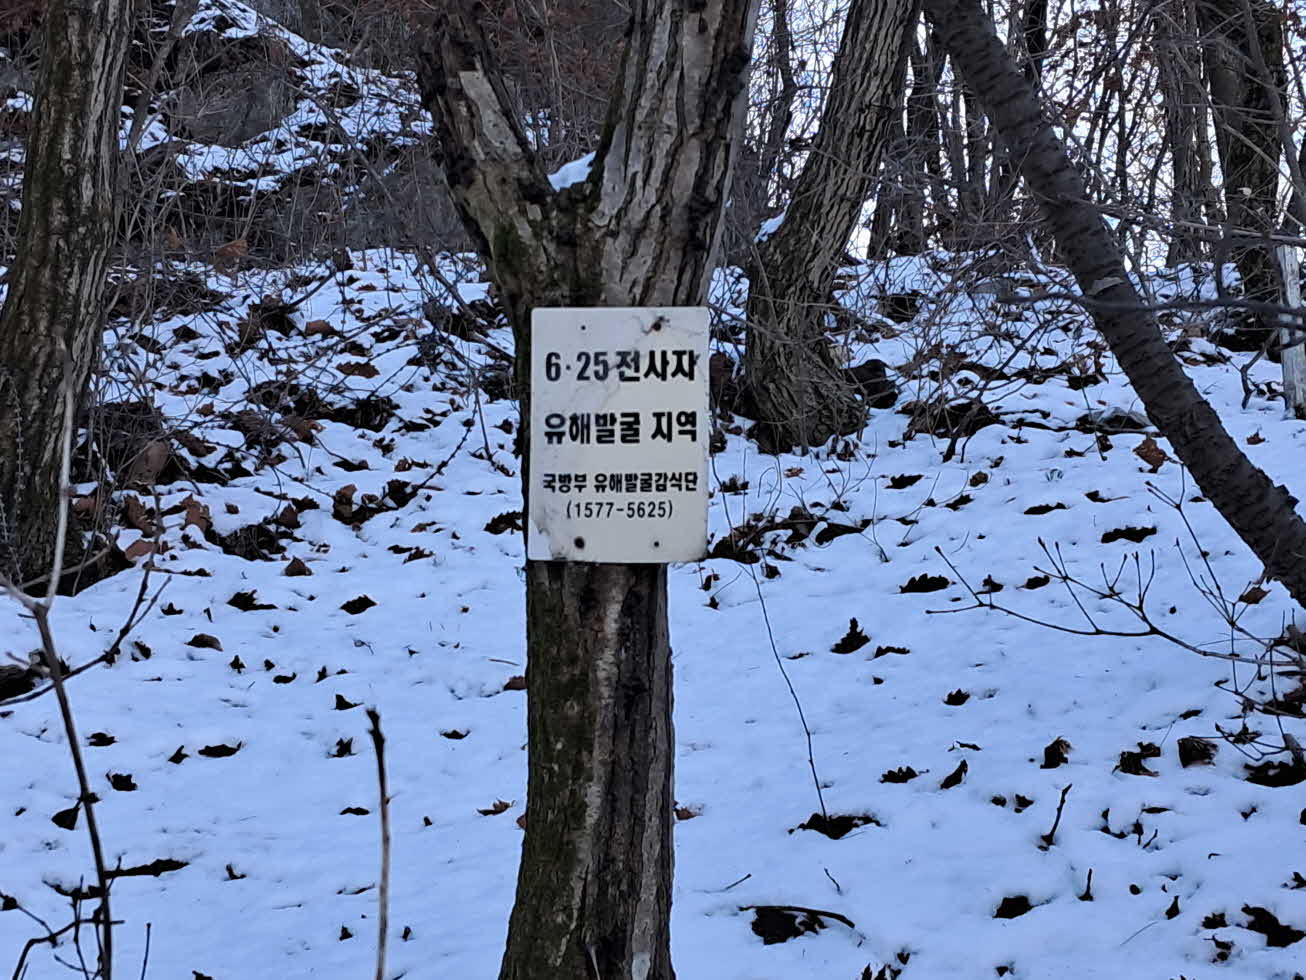 6·25전사자
유해발굴 지역
국방부 유해발굴감식단
(1577-5625)